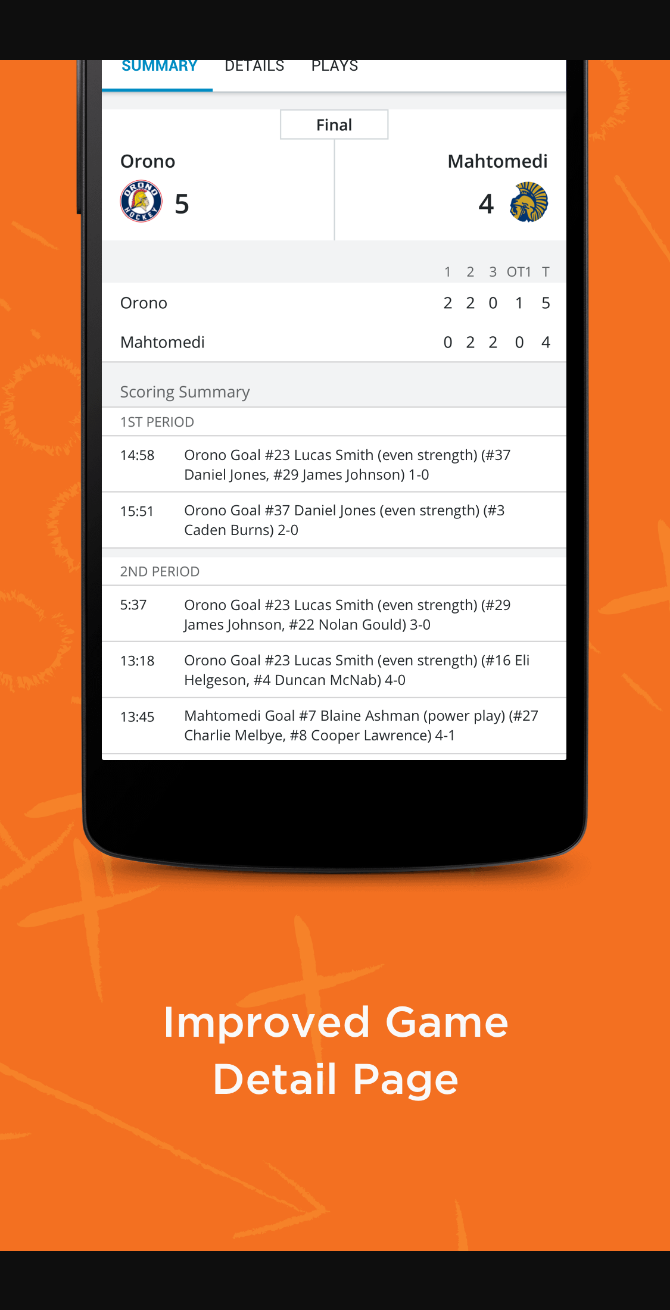 SUMMARY DETAILS PLAYS
Final
Orono Mahtomedi
ORONO
HOCKEY
5 4
1 2 3 OT1 T
Orono 2 2 0 1 5
Mahtomedi 0 2 2 0 4
Scoring Summary
1ST PERIOD
14:58 Orono Goal #23 Lucas Smith (even strength) (#37
Daniel Jones, #29 James Johnson) 1-0
15:51 Orono Goal #37 Daniel Jones (even strength) (#3
Caden Burns) 2-0
2ND PERIOD
5:37 Orono Goal #23 Lucas Smith (even strength) (#29
James Johnson, #22 Nolan Gould) 3-0
13:18 Orono Goal #23 Lucas Smith (even strength) (#16 Eli
Helgeson, #4 Duncan McNab) 4-0
13:45 Mahtomedi Goal #7 Blaine Ashman (power play) (#27
Charlie Melbye, #8 Cooper Lawrence) 4-1
Improved Game
Detail Page